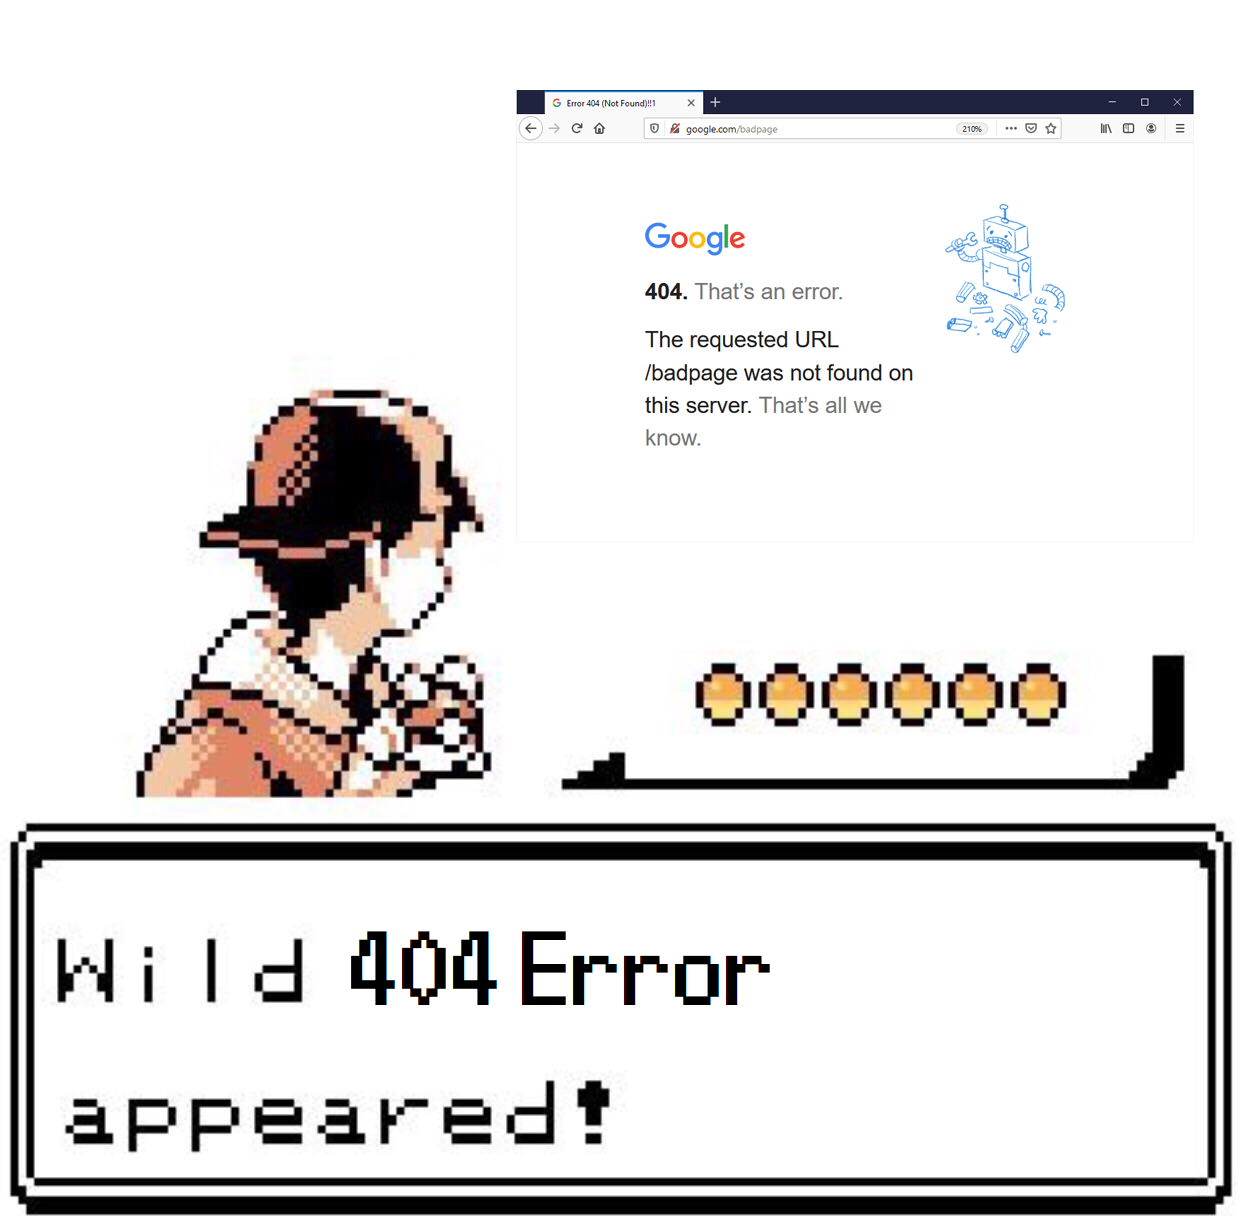 Error 404 (Not Found)!!1
google.com/badpage
210%
Google
404. That’s an error.
The requested URL
/badpage was not found on
this server. That’s all we
know.
Wild 404 Error
appeared!